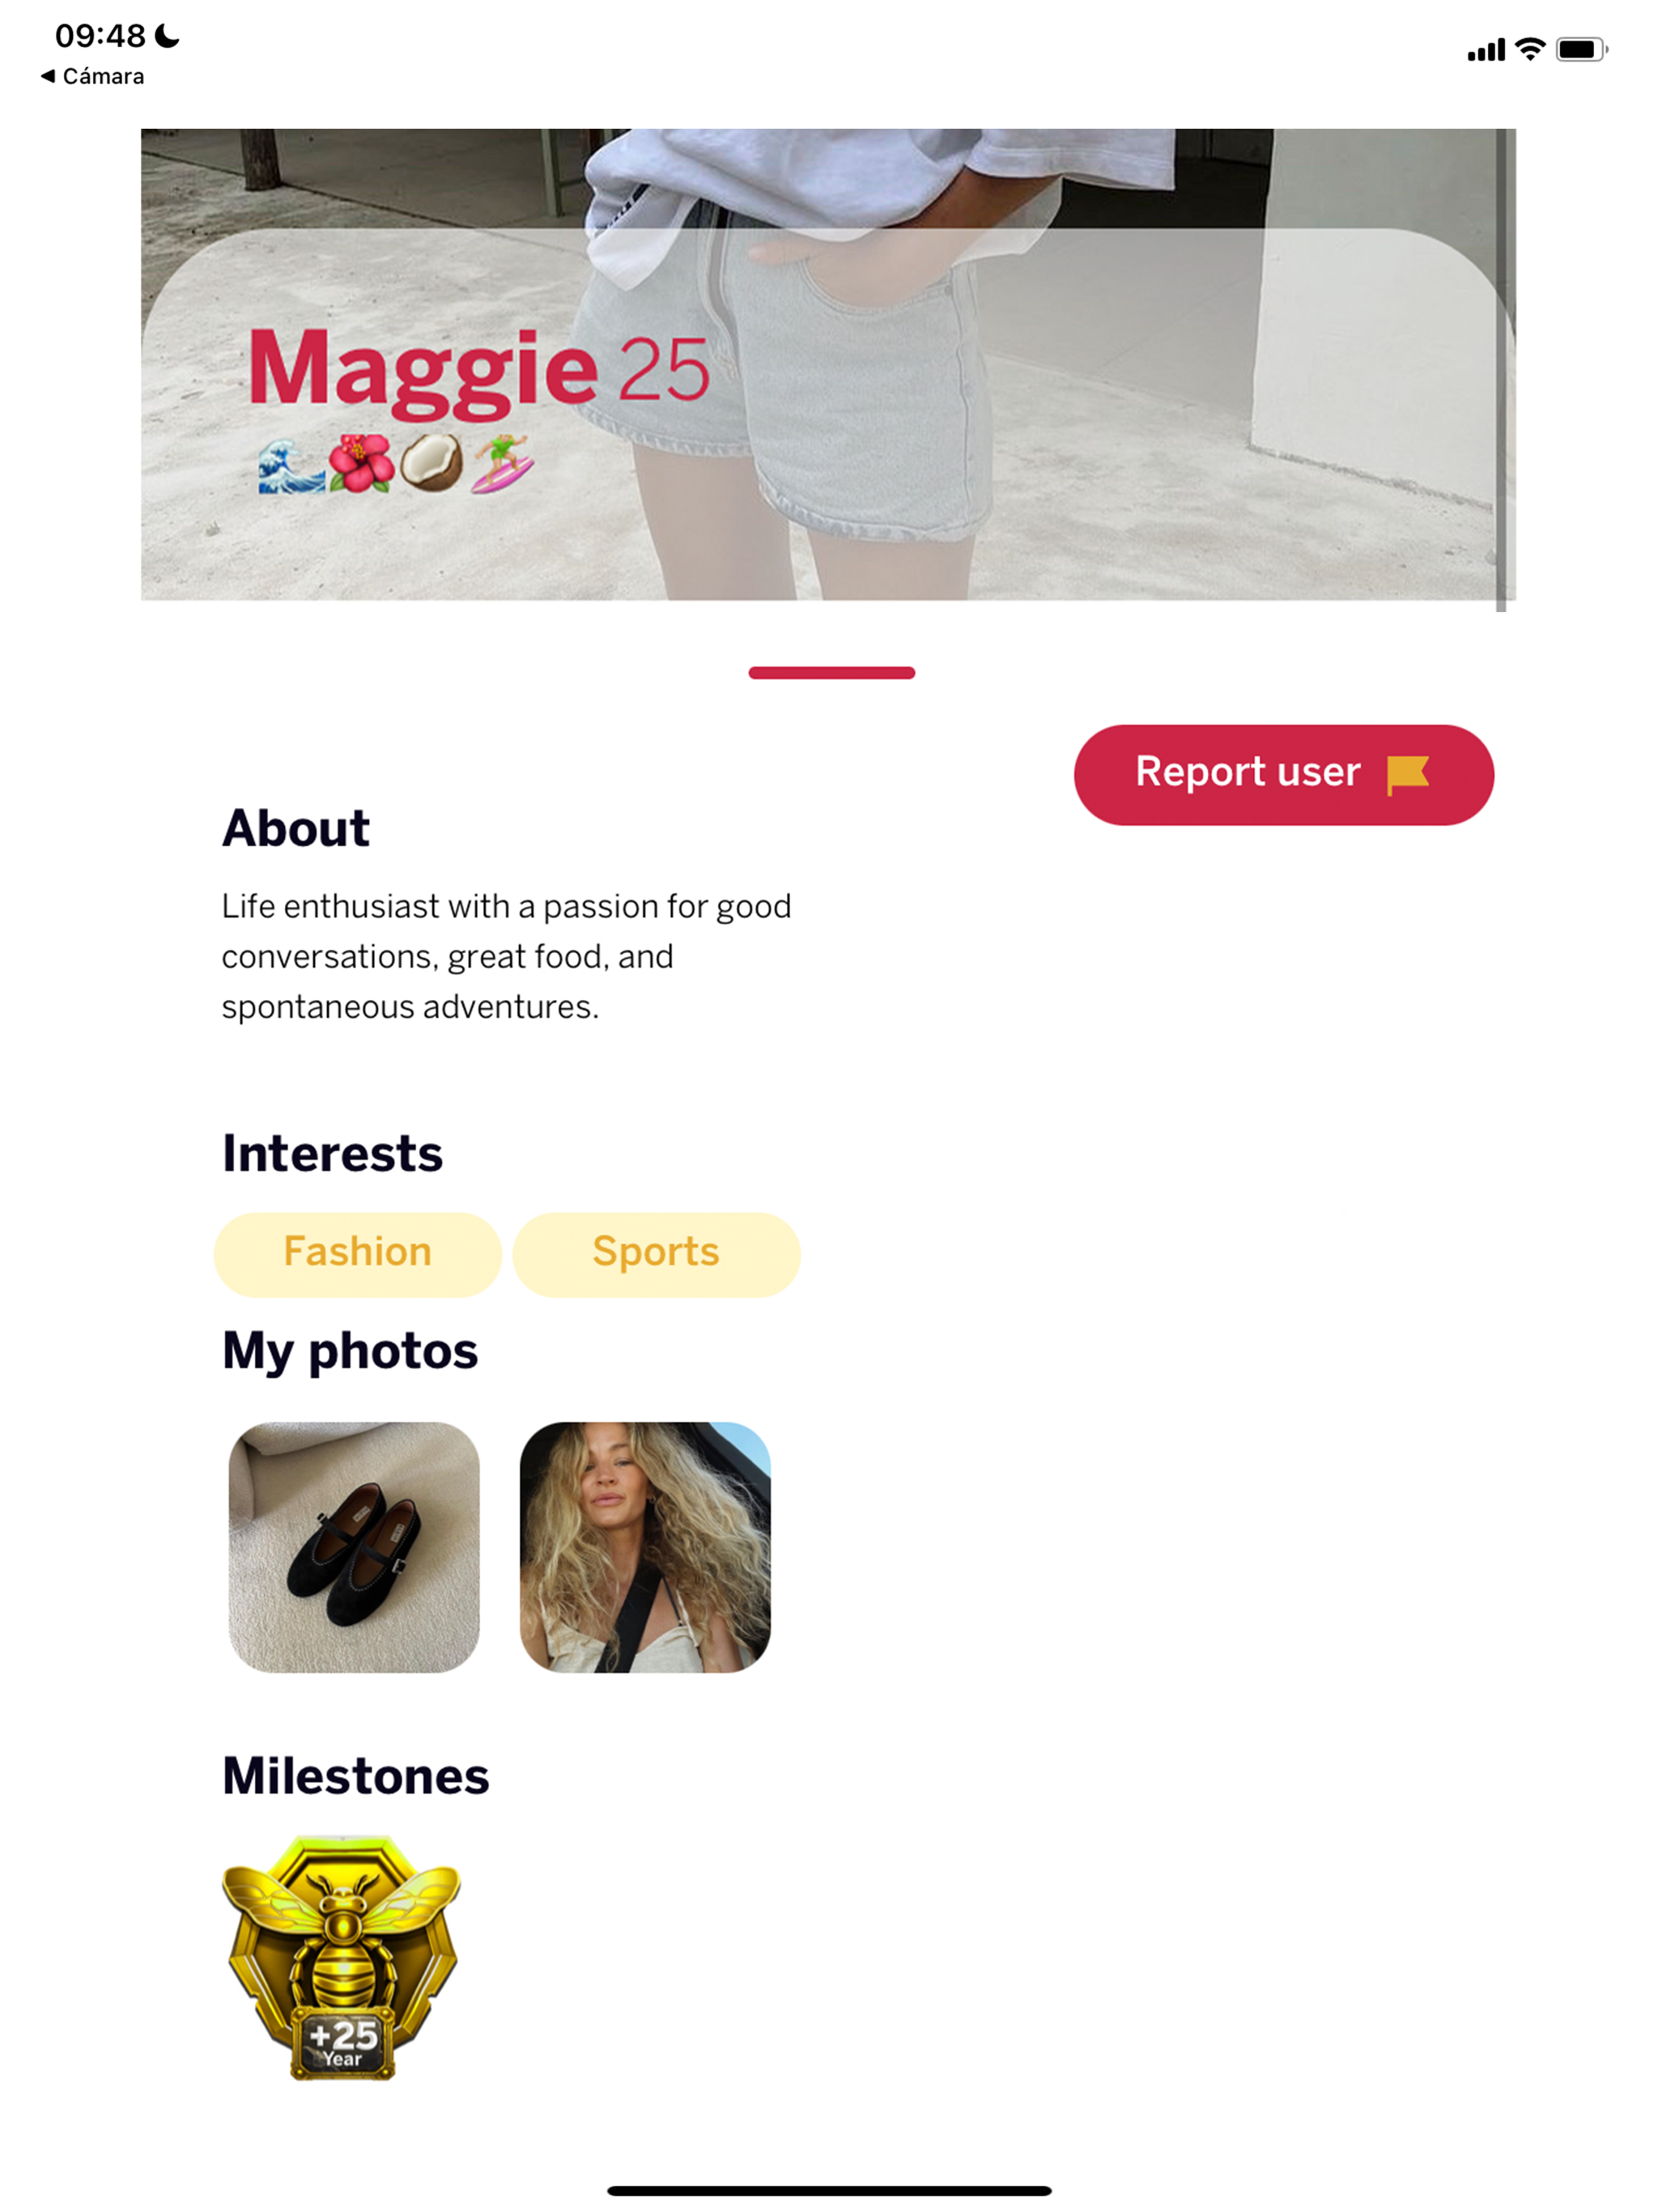 09:48
◀ Cámara
Maggie 25
🌊🌺🥥🏄‍♀️
Report user
About
Life enthusiast with a passion for good
conversations, great food, and
spontaneous adventures.
Interests
Fashion Sports
My photos
Milestones
+25
Year